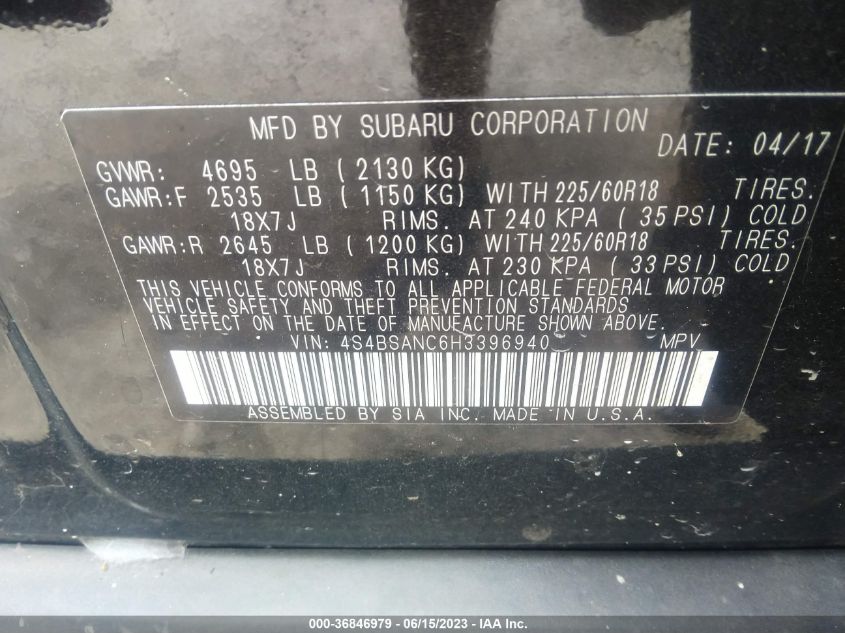 MFD BY SUBARU CORPORATION
DATE: 04/17
GVWR: 4695 LB ( 2130 KG)
GAWR:F 2535 LB ( 1150 KG) WITH 225/60R18 TIRES.
18X7J RIMS. AT 240 KPA ( 35 PSI) COLD
GAWR:R 2645 LB ( 1200 KG) WITH 225/60R18 TIRES.
18X7J RIMS. AT 230 KPA ( 33 PSI) COLD
THIS VEHICLE CONFORMS TO ALL APPLICABLE FEDERAL MOTOR
VEHICLE SAFETY AND THEFT PREVENTION STANDARDS
IN EFFECT ON THE DATE OF MANUFACTURE SHOWN ABOVE.
VIN: 4S4BSANC6H3396940 MPV
ASSEMBLED BY SIA INC. MADE IN U.S.A.
000-36846979 - 06/15/2023 - IAA Inc.